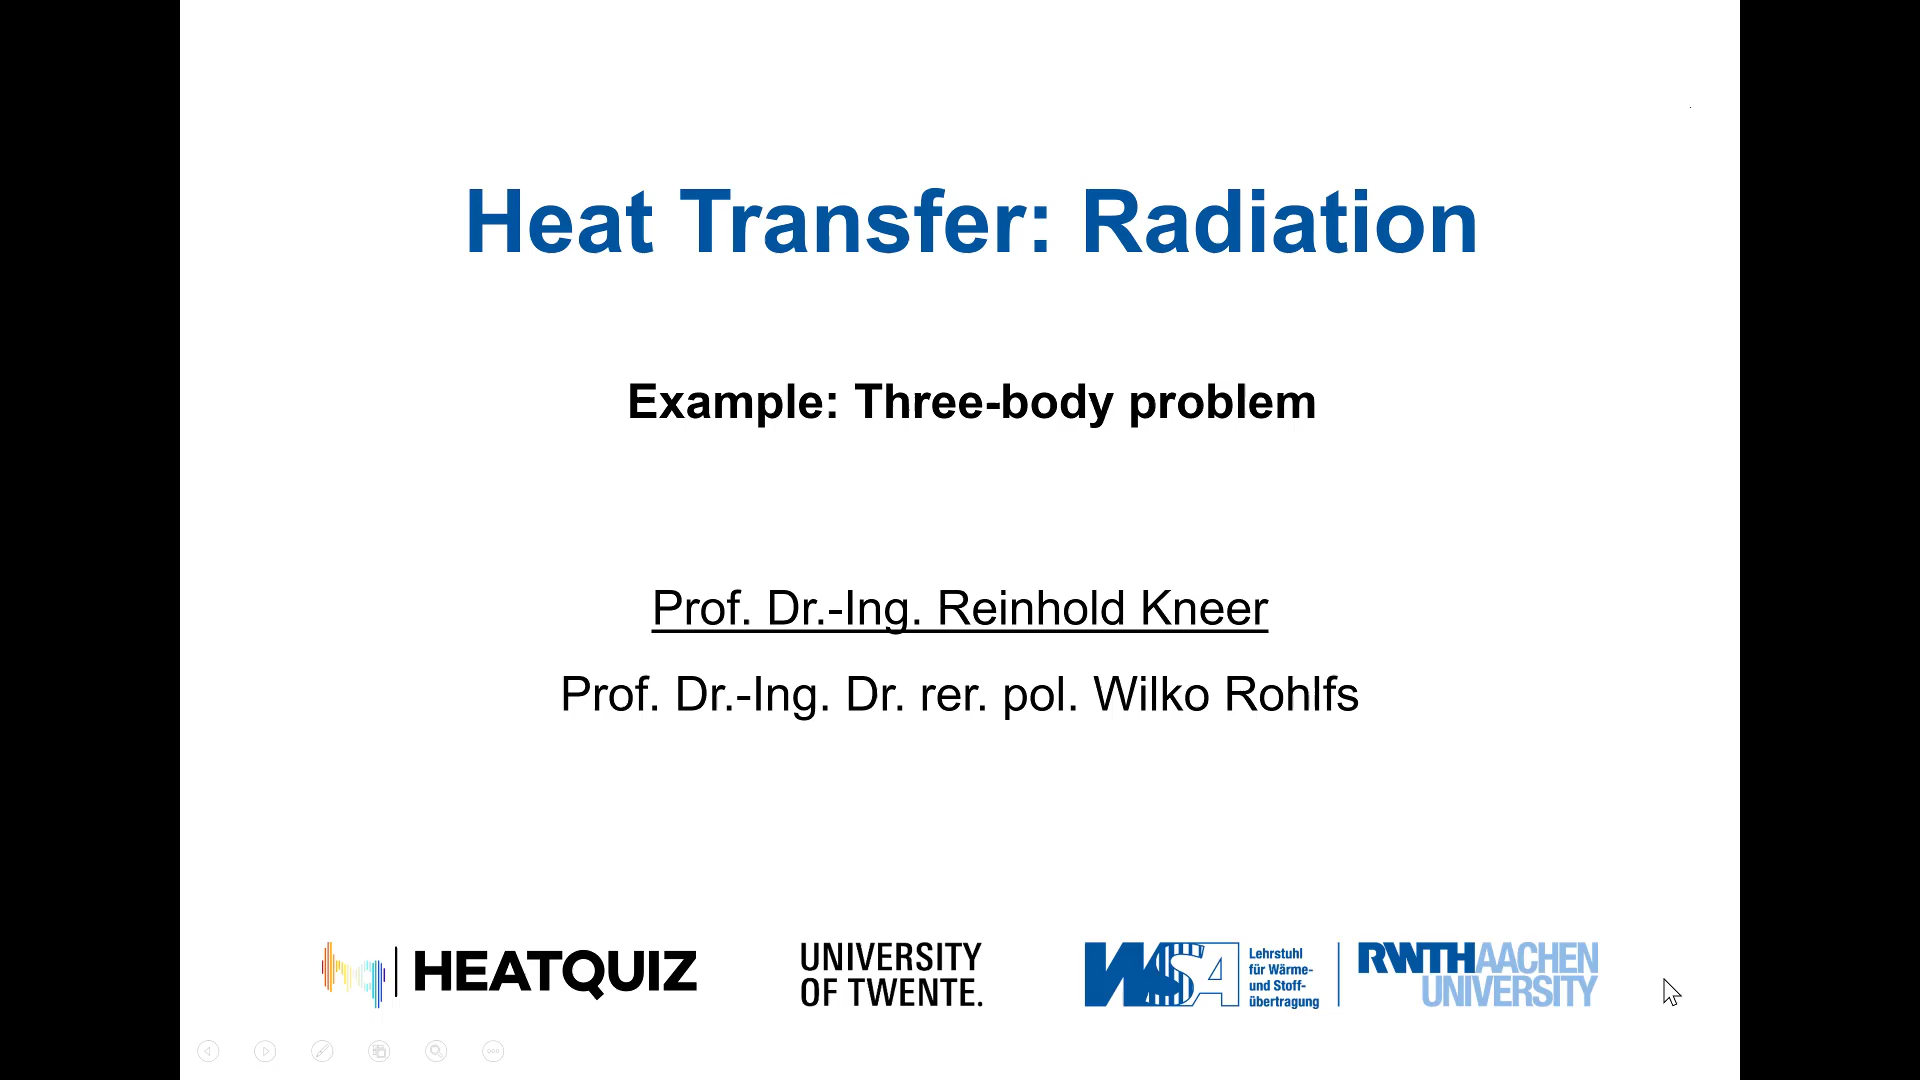 Heat Transfer: Radiation
Example: Three-body problem
Prof. Dr.-Ing. Reinhold Kneer
Prof. Dr.-Ing. Dr. rer. pol. Wilko Rohlfs
HEATQUIZ
UNIVERSITY
OF TWENTE.
WSA
Lehrstuhl
für Wärme-
und Stoff-
übertragung
RWTHAACHEN
UNIVERSITY